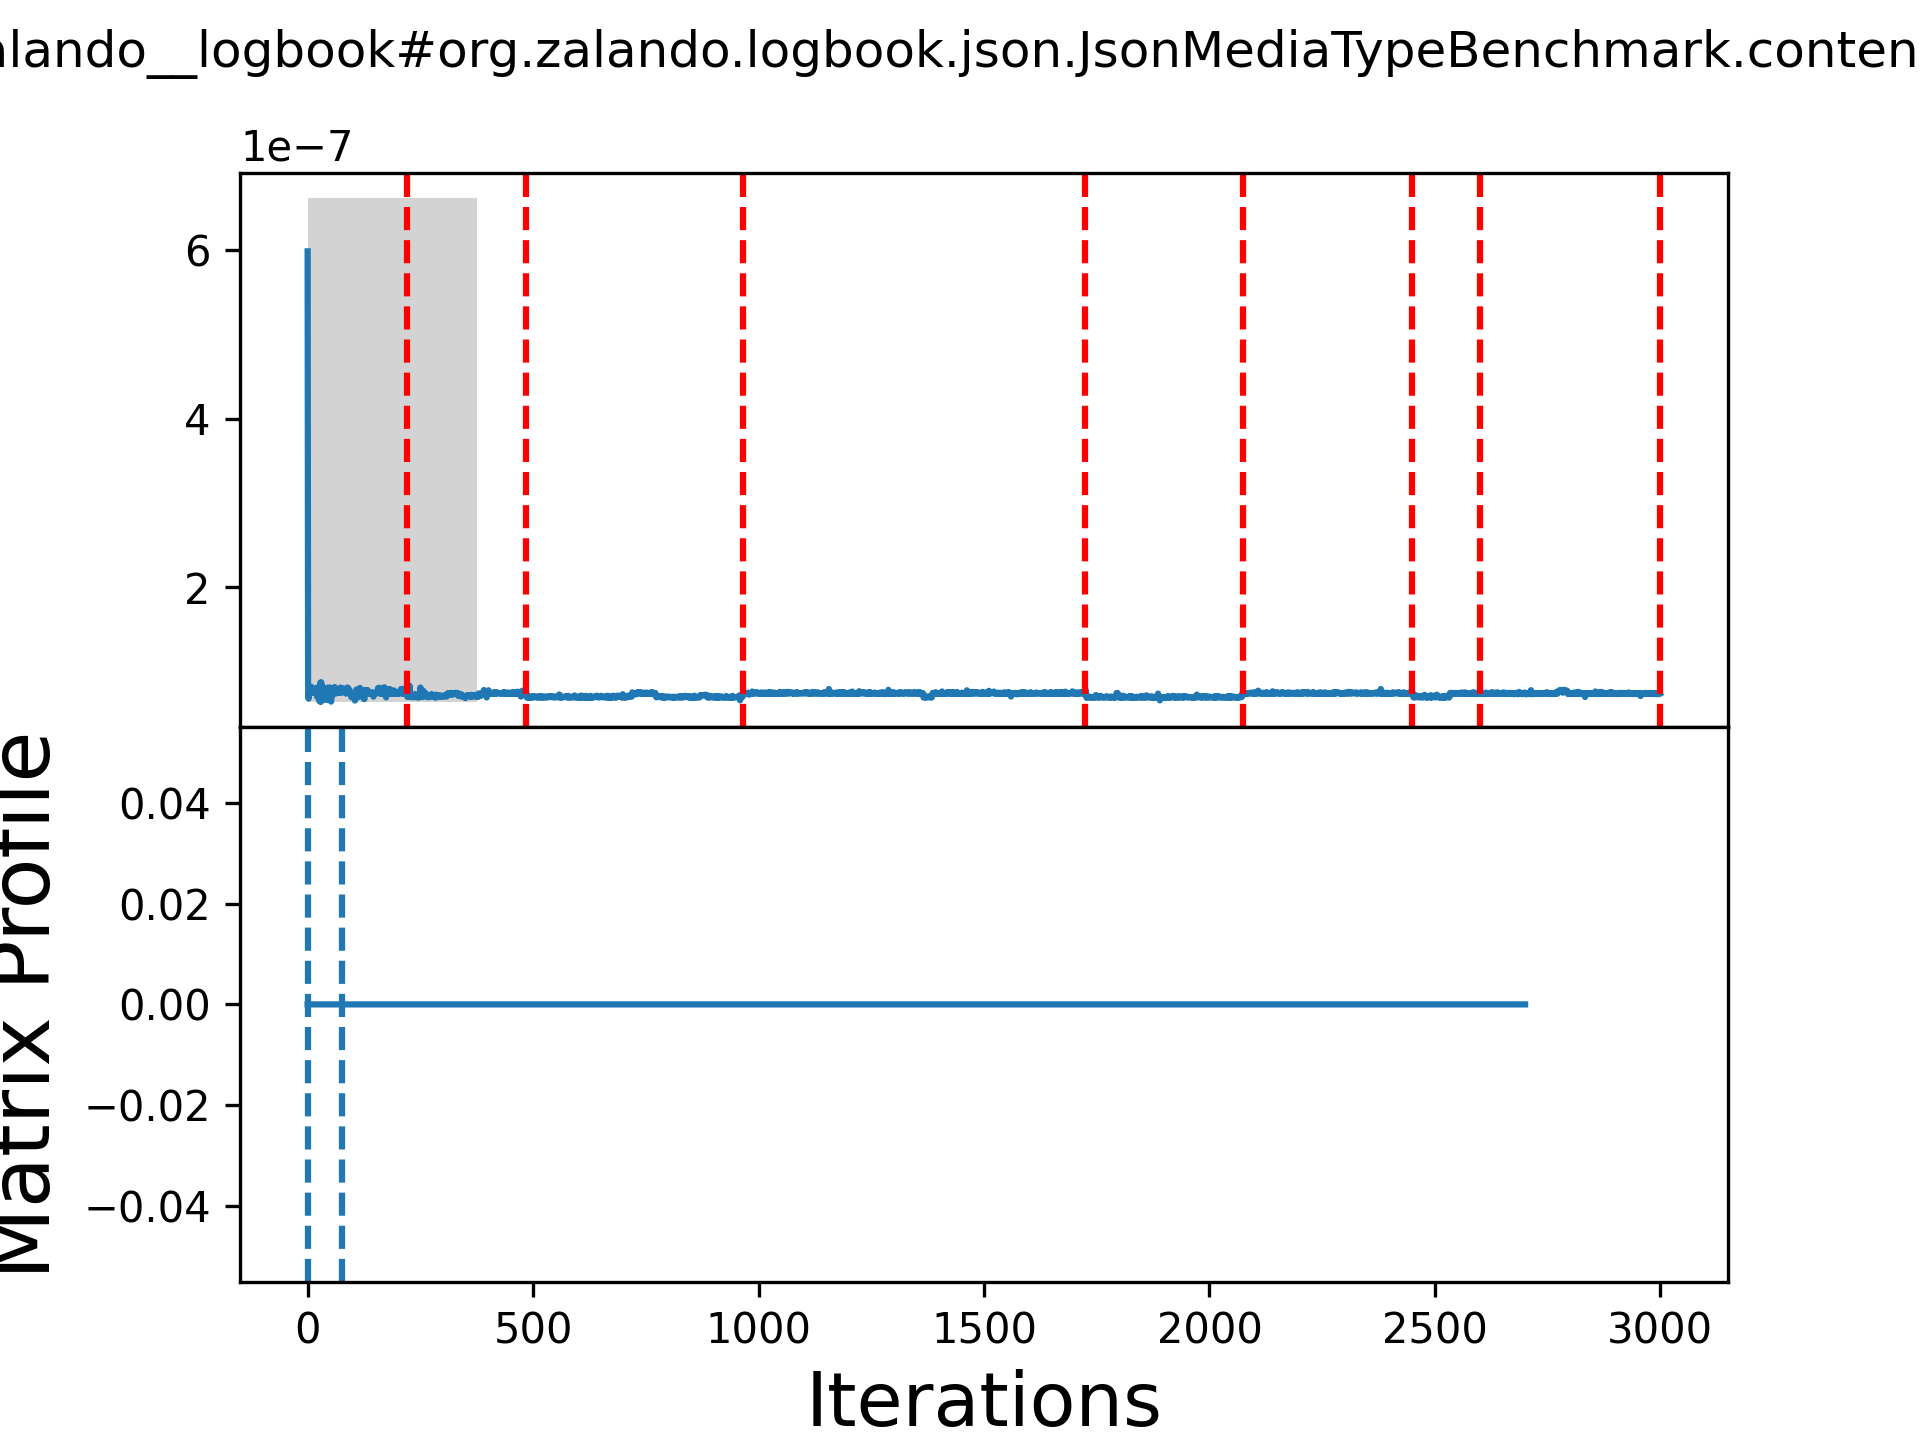 alando__logbook#org.zalando.logbook.json.JsonMediaTypeBenchmark.conten
1e−7
6
4
2
Matrix Profile
0.04
0.02
0.00
−0.02
−0.04
0 500 1000 1500 2000 2500 3000
Iterations